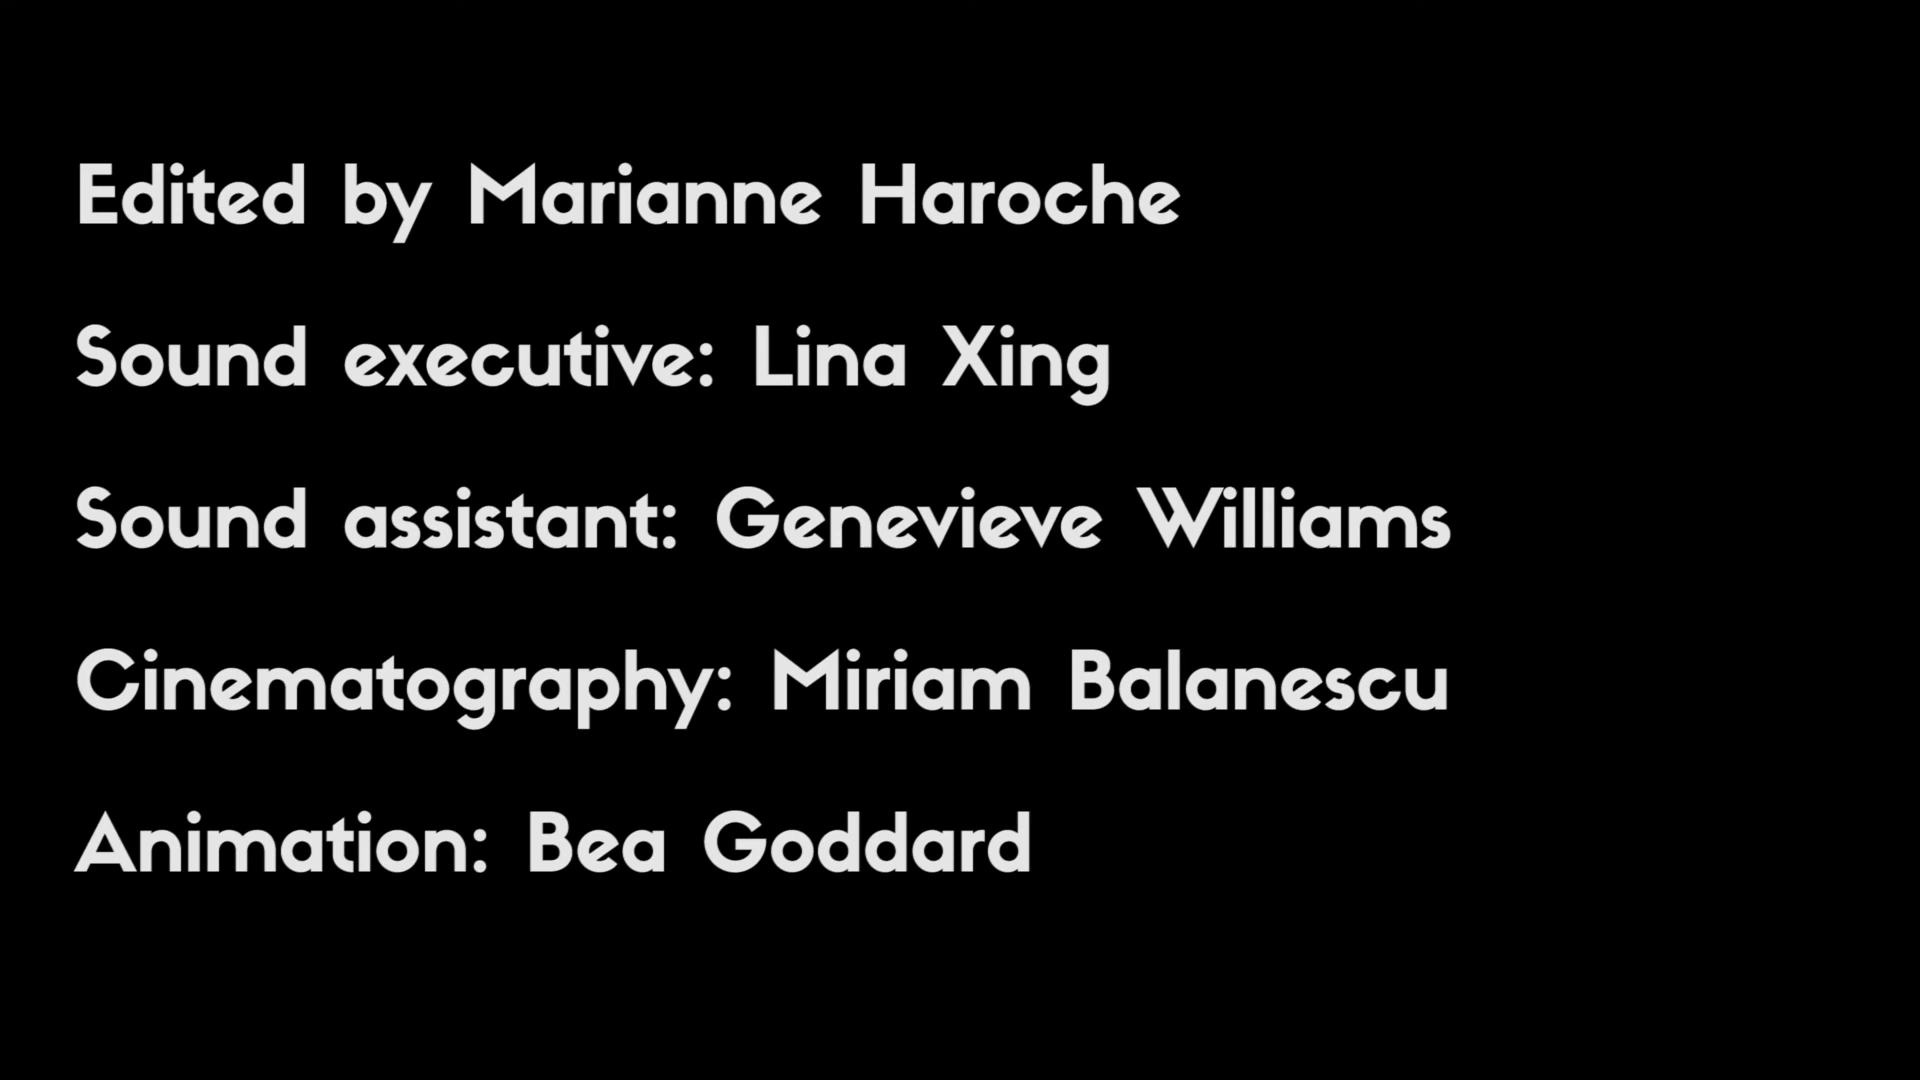 Edited by Marianne Haroche
Sound executive: Lina Xing
Sound assistant: Genevieve Williams
Cinematography: Miriam Balanescu
Animation: Bea Goddard